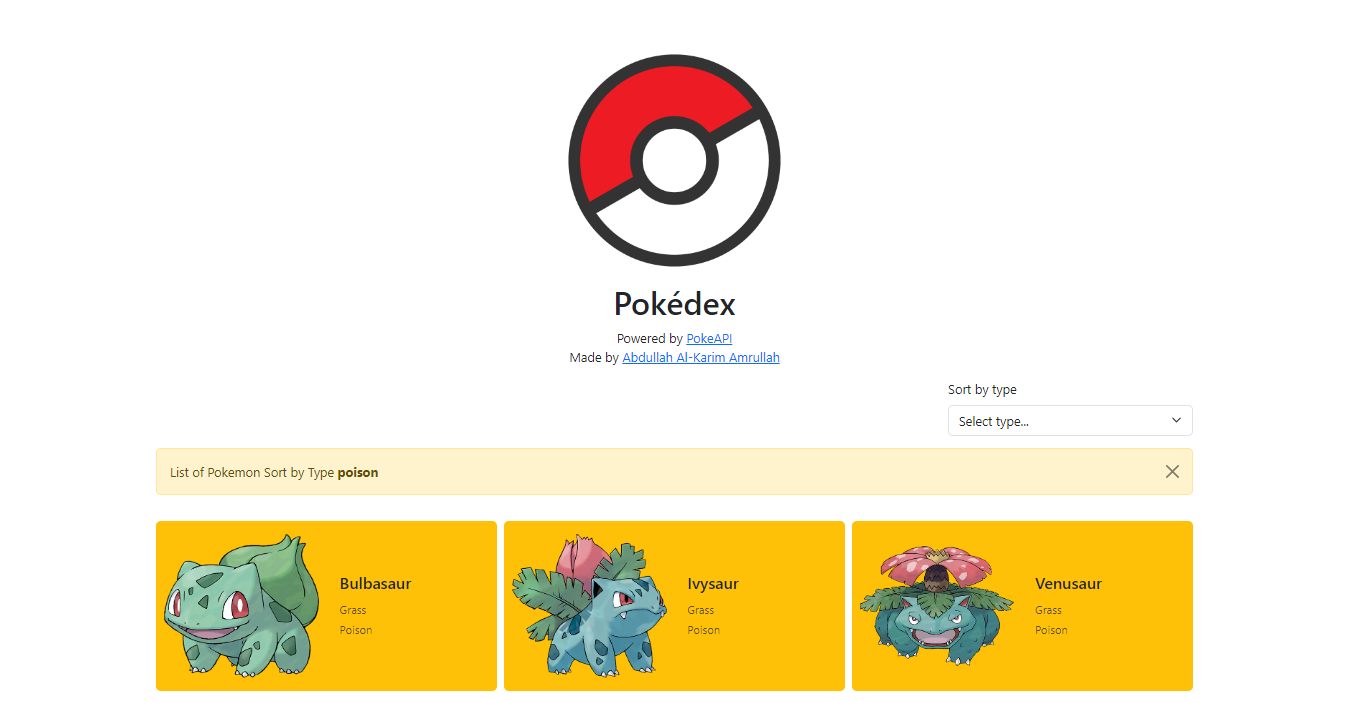 Pokédex
Powered by PokeAPI
Made by Abdullah Al-Karim Amrullah
Sort by type
Select type...
List of Pokemon Sort by Type poison
Bulbasaur
Grass
Poison
Ivysaur
Grass
Poison
Venusaur
Grass
Poison